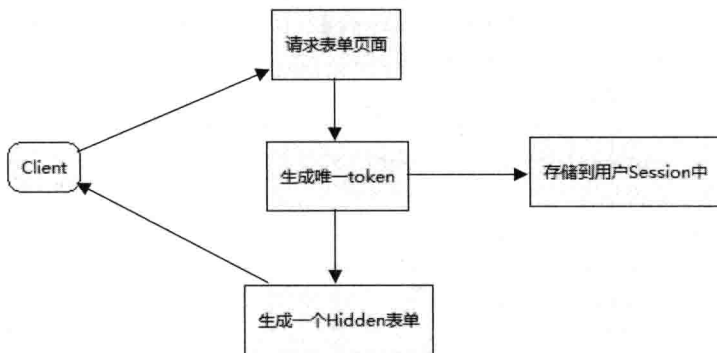 请求表单页面
Client
生成唯一token
存储到用户Session中
生成一个Hidden表单